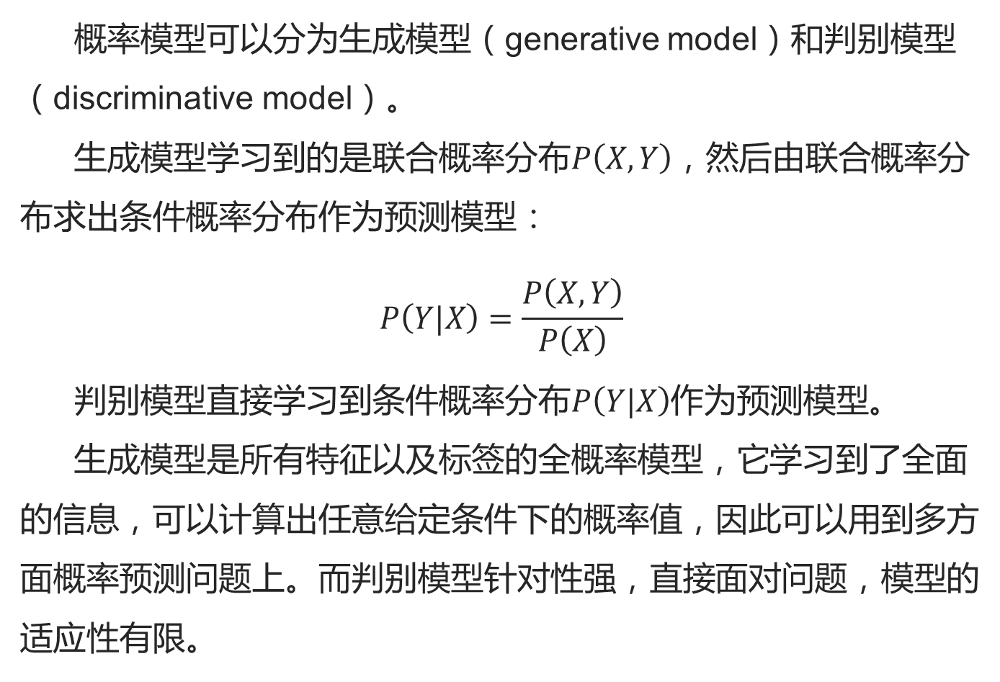 概率模型可以分为生成模型（generative model）和判别模型
（discriminative model）。
生成模型学习到的是联合概率分布P(X,Y)，然后由联合概率分
布求出条件概率分布作为预测模型：
P(Y|X) = P(X,Y) / P(X)
判别模型直接学习到条件概率分布P(Y|X)作为预测模型。
生成模型是所有特征以及标签的全概率模型，它学习到了全面
的信息，可以计算出任意给定条件下的概率值，因此可以用到多方
面概率预测问题上。而判别模型针对性强，直接面对问题，模型的
适应性有限。